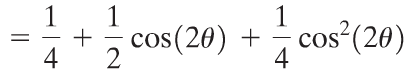 = 1/4 + 1/2 cos(2θ) + 1/4 cos²(2θ)